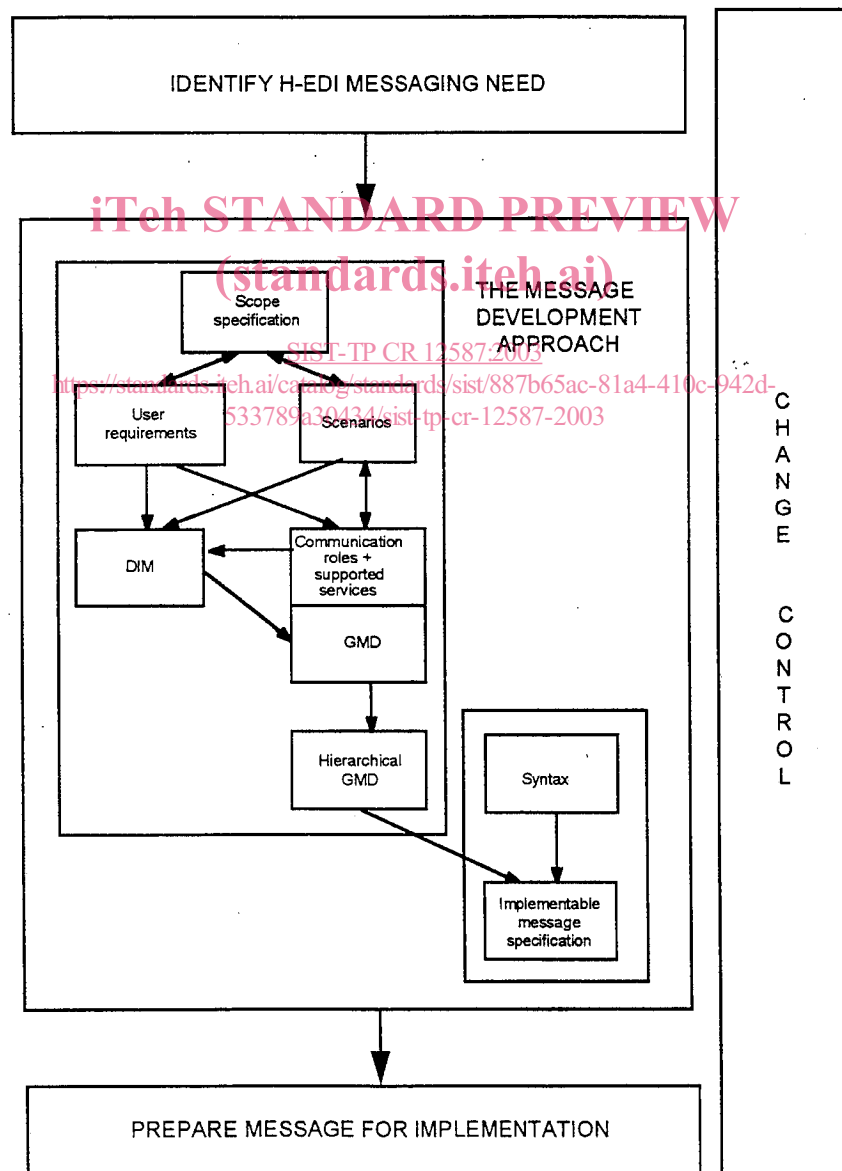 IDENTIFY H-EDI MESSAGING NEED
iTeh STANDARD PREVIEW
(standards.iteh.ai)
THE MESSAGE
DEVELOPMENT
APPROACH
Scope
specification
SIST-TP CR 12587:2003
https://standards.iteh.ai/catalog/standards/sist/887b65ac-81a4-410c-942d-
533789a30434/sist-tp-cr-12587-2003
User
requirements
Scenarios
DIM
Communication
roles +
supported
services
GMD
Hierarchical
GMD
Syntax
Implementable
message
specification
C
H
A
N
G
E
C
O
N
T
R
O
L
PREPARE MESSAGE FOR IMPLEMENTATION